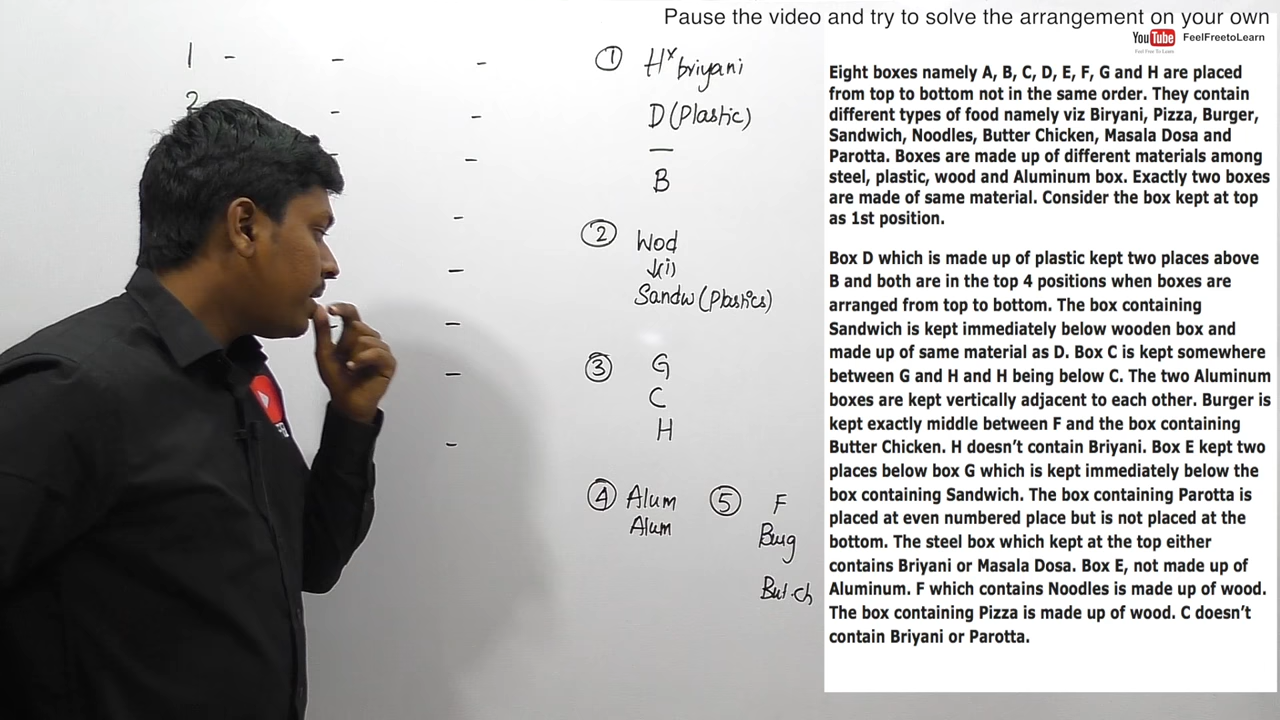 Pause the video and try to solve the arrangement on your own
You Tube FeelFreetoLearn
Feel Free To Learn
1 - - -
2 - -
- -
-
-
- -
-
-
① Hˣ briyani
D (Plastic)
—
B
② Wod
↓
Sandw (Plastics)
③ G
C
H
④ Alum
Alum
⑤ F
Burg
But.ch
Eight boxes namely A, B, C, D, E, F, G and H are placed
from top to bottom not in the same order. They contain
different types of food namely viz Biryani, Pizza, Burger,
Sandwich, Noodles, Butter Chicken, Masala Dosa and
Parotta. Boxes are made up of different materials among
steel, plastic, wood and Aluminum box. Exactly two boxes
are made of same material. Consider the box kept at top
as 1st position.
Box D which is made up of plastic kept two places above
B and both are in the top 4 positions when boxes are
arranged from top to bottom. The box containing
Sandwich is kept immediately below wooden box and
made up of same material as D. Box C is kept somewhere
between G and H and H being below C. The two Aluminum
boxes are kept vertically adjacent to each other. Burger is
kept exactly middle between F and the box containing
Butter Chicken. H doesn't contain Briyani. Box E kept two
places below box G which is kept immediately below the
box containing Sandwich. The box containing Parotta is
placed at even numbered place but is not placed at the
bottom. The steel box which kept at the top either
contains Briyani or Masala Dosa. Box E, not made up of
Aluminum. F which contains Noodles is made up of wood.
The box containing Pizza is made up of wood. C doesn't
contain Briyani or Parotta.